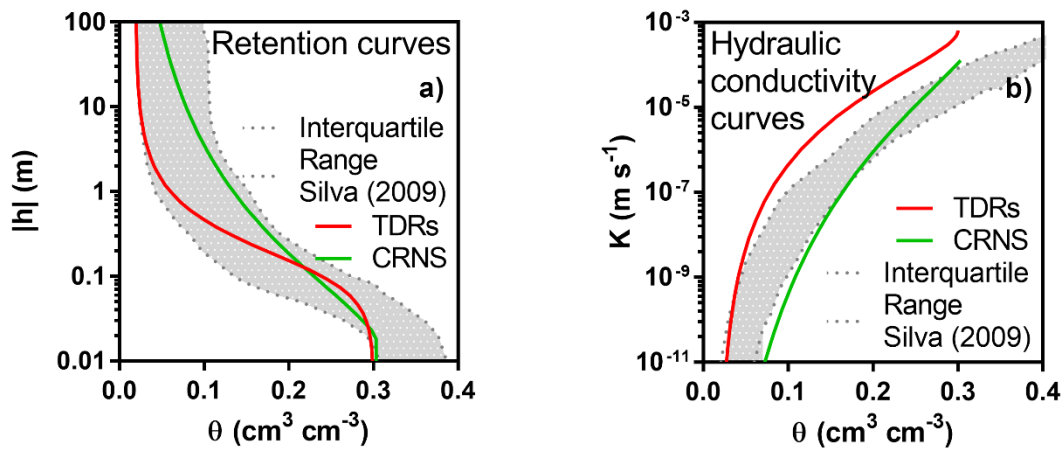 Retention curves
a)
Interquartile
Range
Silva (2009)
TDRs
CRNS
|h| (m)
100
10
1
0.1
0.01
0.0 0.1 0.2 0.3 0.4
θ (cm³ cm⁻³)
Hydraulic
conductivity
curves
b)
TDRs
CRNS
Interquartile
Range
Silva (2009)
K (m s⁻¹)
10⁻³
10⁻⁵
10⁻⁷
10⁻⁹
10⁻¹¹
0.0 0.1 0.2 0.3 0.4
θ (cm³ cm⁻³)